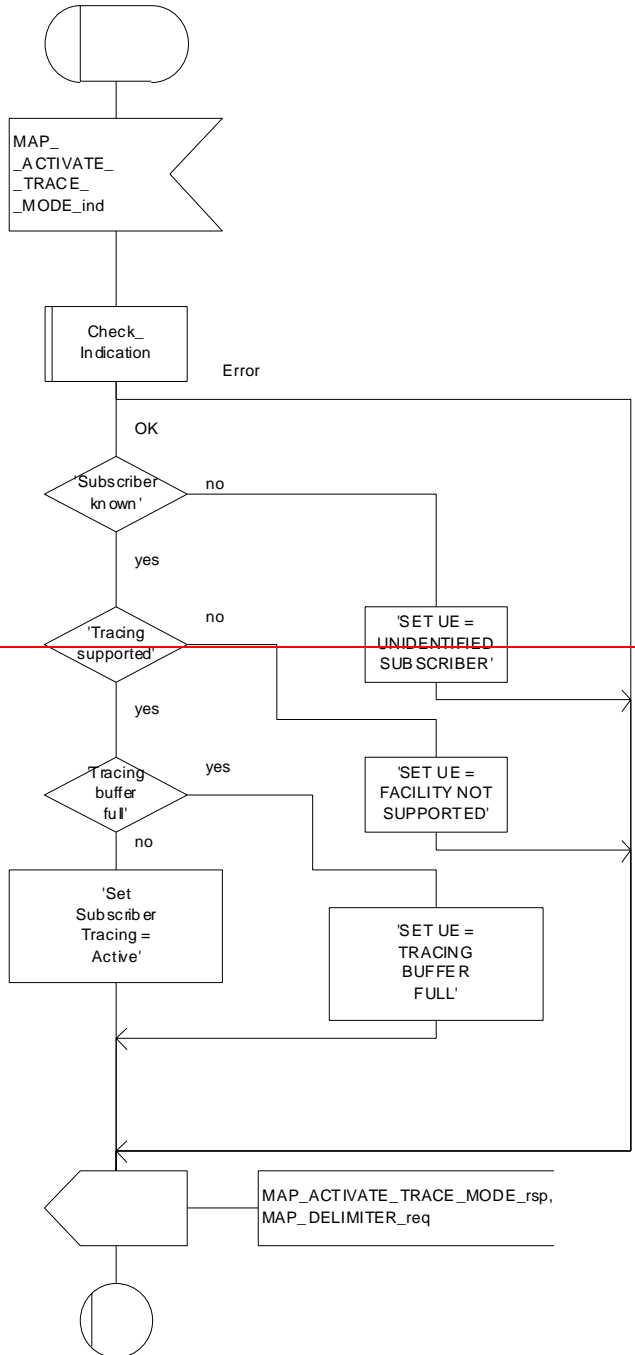 MAP_
_ACTIVATE_
_TRACE_
_MODE_ind
Check_
Indication
Error
OK
'Subscriber
known'
no
yes
'Tracing
supported'
no
'SET UE =
UNIDENTIFIED
SUBSCRIBER'
yes
'Tracing
buffer
full'
yes
'SET UE =
FACILITY NOT
SUPPORTED'
no
'Set
Subscriber
Tracing =
Active'
'SET UE =
TRACING
BUFFER
FULL'
MAP_ACTIVATE_TRACE_MODE_rsp,
MAP_DELIMITER_req